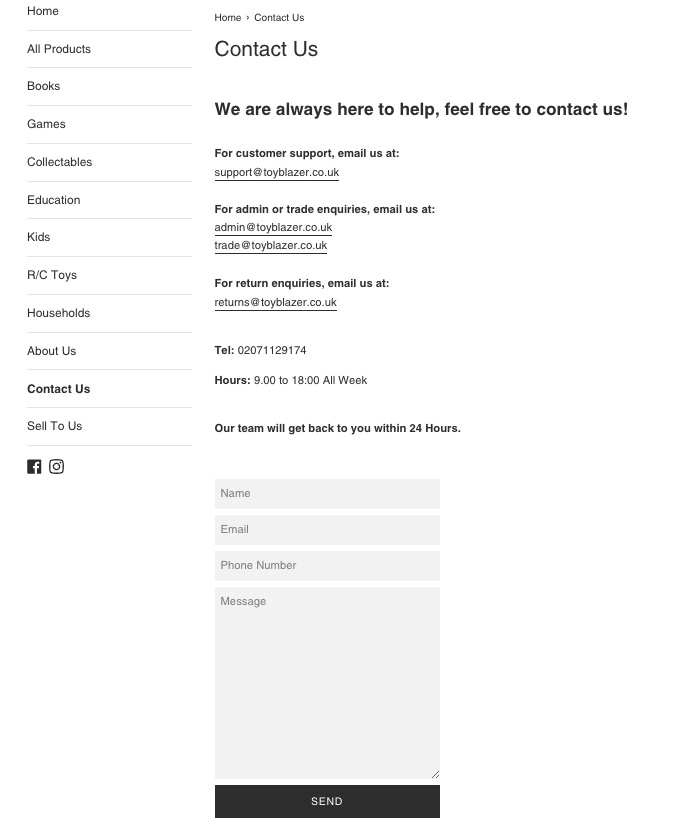 Home
All Products
Books
Games
Collectables
Education
Kids
R/C Toys
Households
About Us
Contact Us
Sell To Us
Home › Contact Us
Contact Us
We are always here to help, feel free to contact us!
For customer support, email us at:
support@toyblazer.co.uk
For admin or trade enquiries, email us at:
admin@toyblazer.co.uk
trade@toyblazer.co.uk
For return enquiries, email us at:
returns@toyblazer.co.uk
Tel: 02071129174
Hours: 9.00 to 18:00 All Week
Our team will get back to you within 24 Hours.
Name
Email
Phone Number
Message
SEND